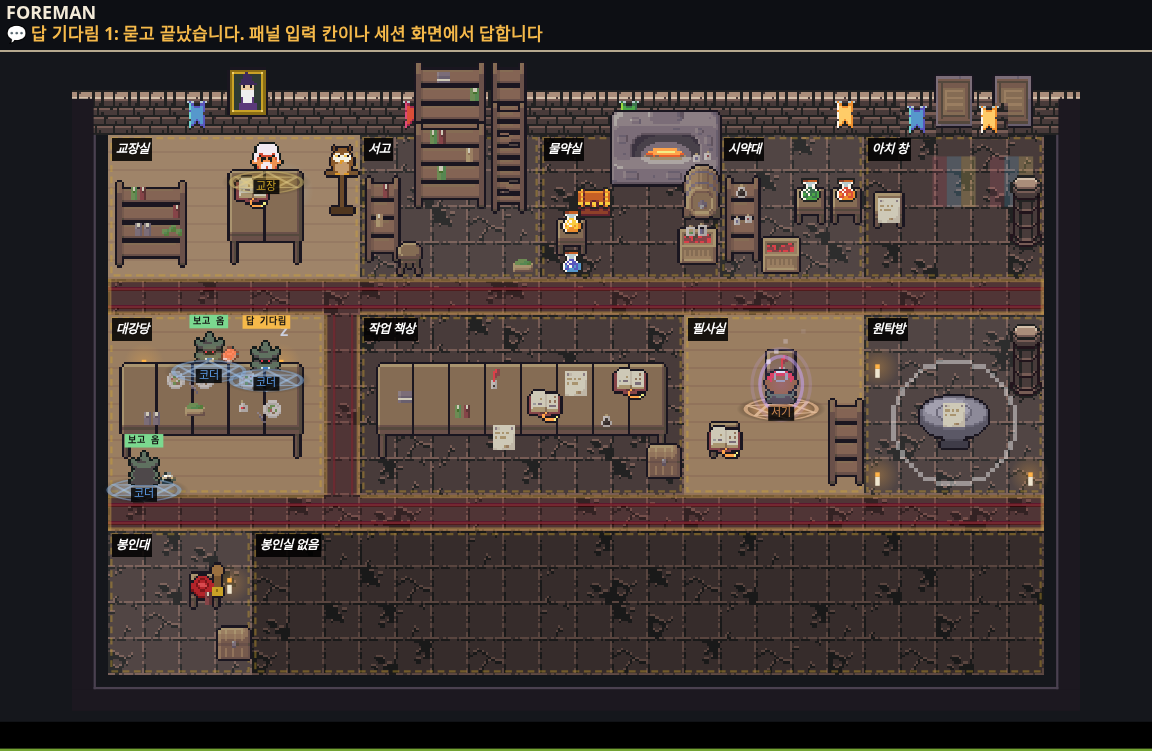 FOREMAN
💬 답 기다림 1: 묻고 끝났습니다. 패널 입력 칸이나 세션 화면에서 답합니다
교장실
서고
물약실
시약대
아치 창
교장
대강당
보고 옴
답 기다림
z
작업 책상
필사실
원탁방
코더
코더
서기
보고 옴
코더
봉인대
봉인실 없음